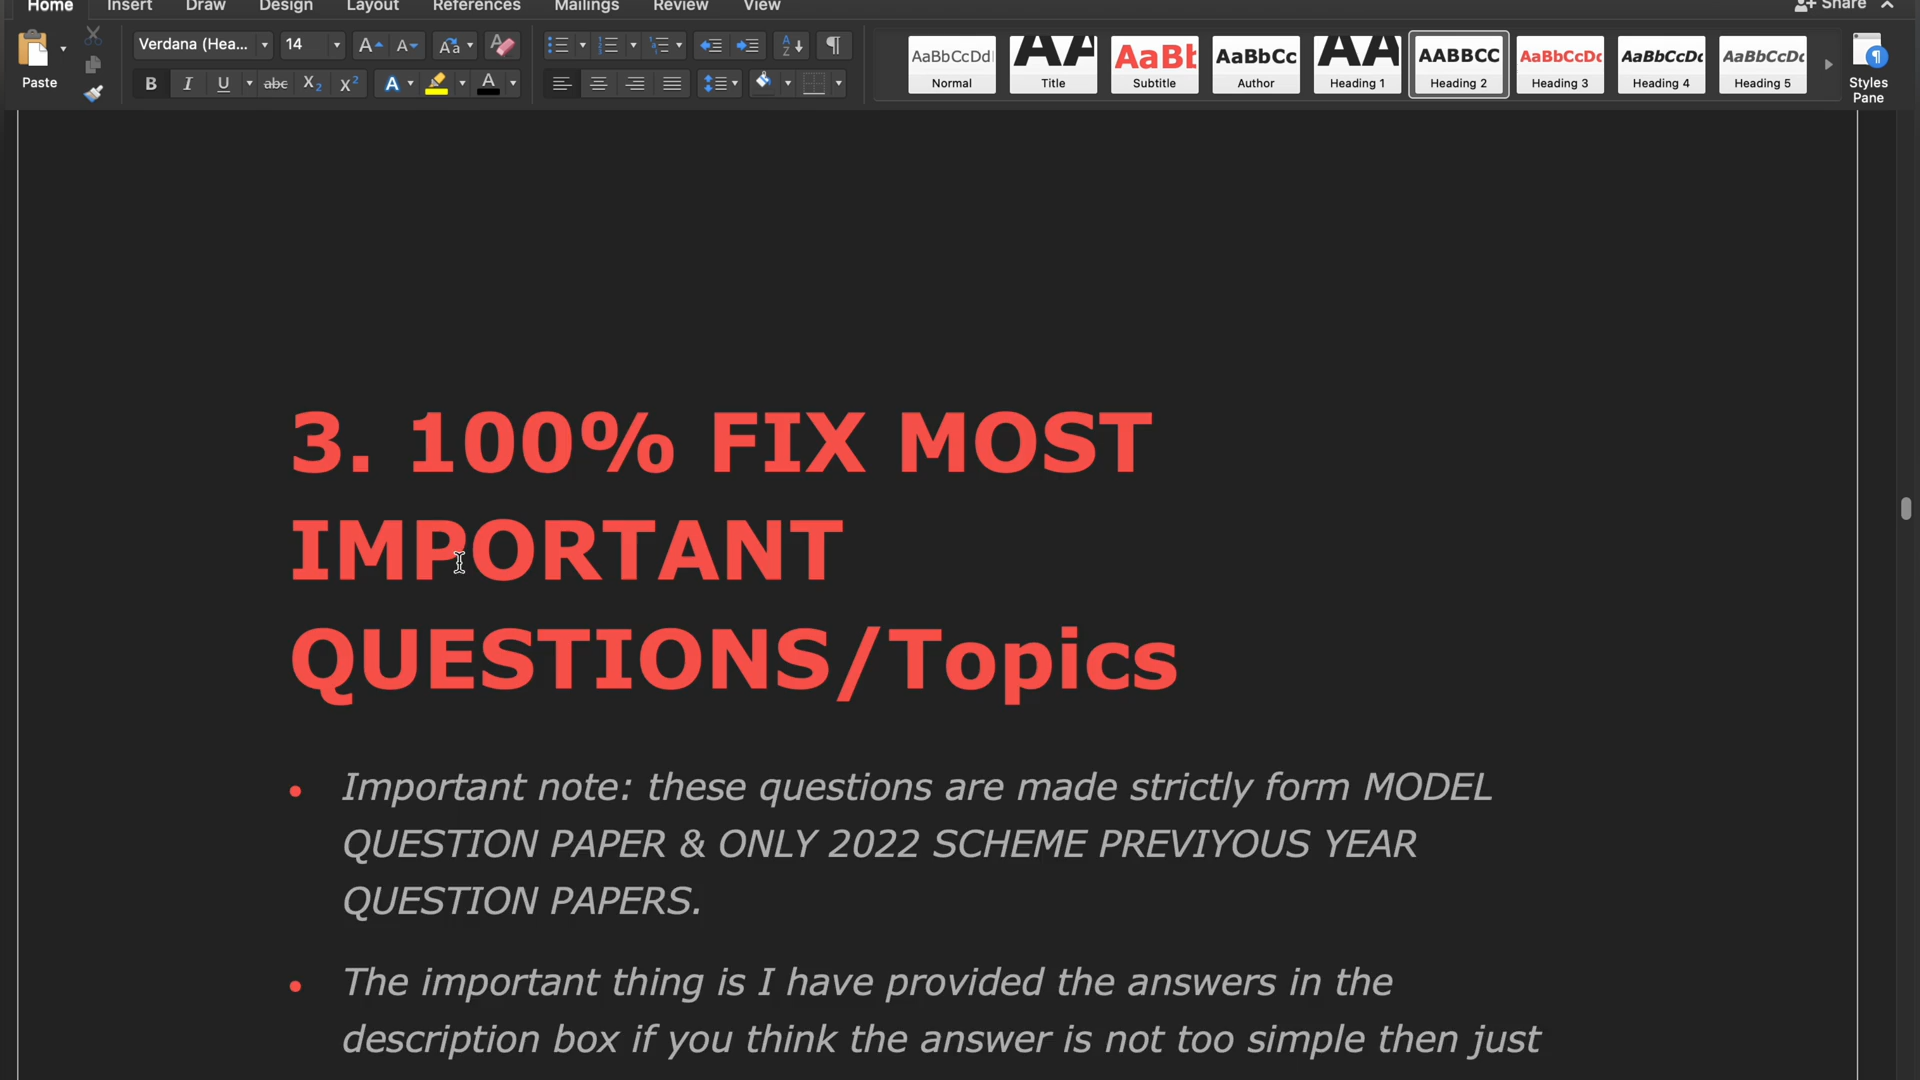 Home Insert Draw Design Layout References Mailings Review View Share
Paste Verdana (Hea... 14
AaBbCcDd AaBbCc AABBCC AaBbCcDc AaBbCcDc AaBbCcDc
Normal Title Subtitle Author Heading 1 Heading 2 Heading 3 Heading 4 Heading 5 Styles Pane
3. 100% FIX MOST
IMPORTANT
QUESTIONS/Topics
• Important note: these questions are made strictly form MODEL
QUESTION PAPER & ONLY 2022 SCHEME PREVIYOUS YEAR
QUESTION PAPERS.
• The important thing is I have provided the answers in the
description box if you think the answer is not too simple then just